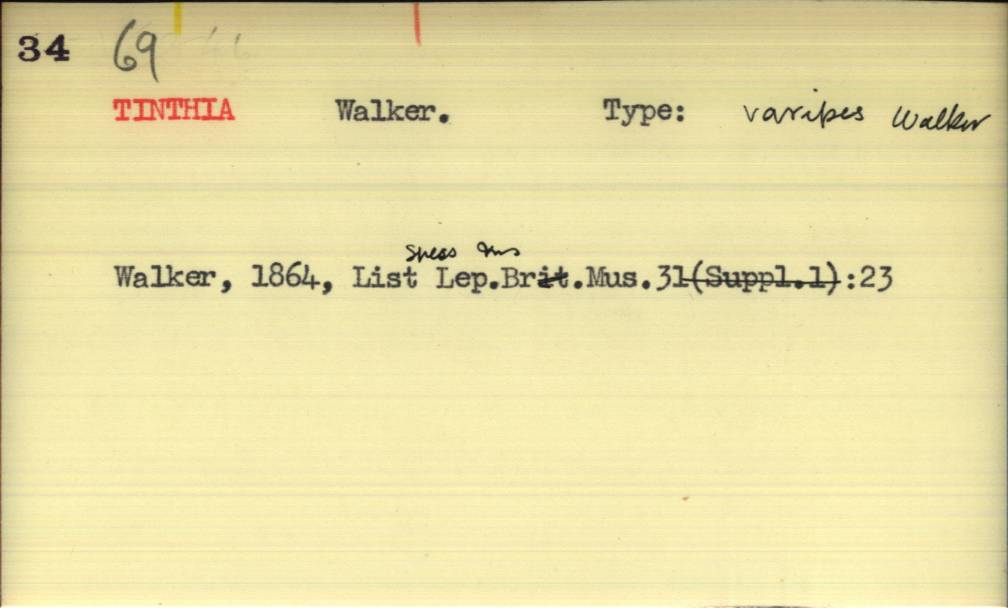 34 69
TINTHIA Walker. Type: varipes Walker
Specs Ins
Walker, 1864, List Lep.Brit.Mus.31(Suppl.1):23